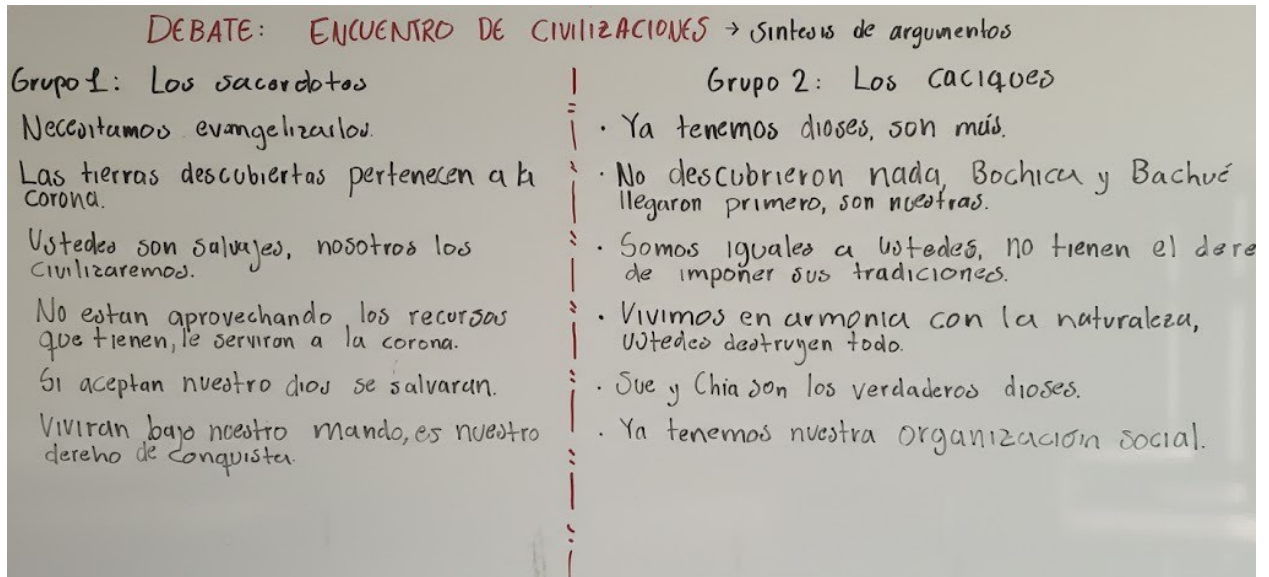 DEBATE: ENCUENTRO DE CIVILIZACIONES → Sintesis de argumentos
Grupo 1: Los sacerdotes
Necesitamos evangelizarlos.
Las tierras descubiertas pertenecen a la
corona.
Ustedes son salvajes, nosotros los
civilizaremos.
No estan aprovechando los recursos
que tienen, le serviron a la corona.
Si aceptan nuestro dios se salvaran.
Viviran bajo nuestro mando, es nuestro
dereho de conquista.
Grupo 2: Los caciques
· Ya tenemos dioses, son más.
· No descubrieron nada, Bochica y Bachué
llegaron primero, son nuestras.
· Somos iguales a ustedes, no tienen el dere
de imponer sus tradiciones.
· Vivimos en armonia con la naturaleza,
ustedes destruyen todo.
· Sue y Chia son los verdaderos dioses.
· Ya tenemos nuestra organización social.